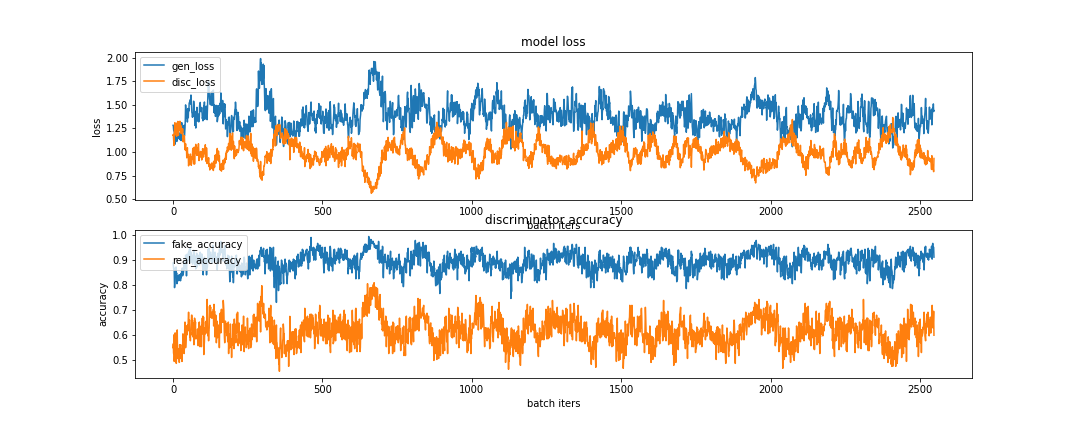 model loss
2.00
1.75
1.50
1.25
1.00
0.75
0.50
loss
gen_loss
disc_loss
0 500 1000 1500 2000 2500
batch iters
discriminator accuracy
1.0
0.9
0.8
0.7
0.6
0.5
accuracy
fake_accuracy
real_accuracy
0 500 1000 1500 2000 2500
batch iters